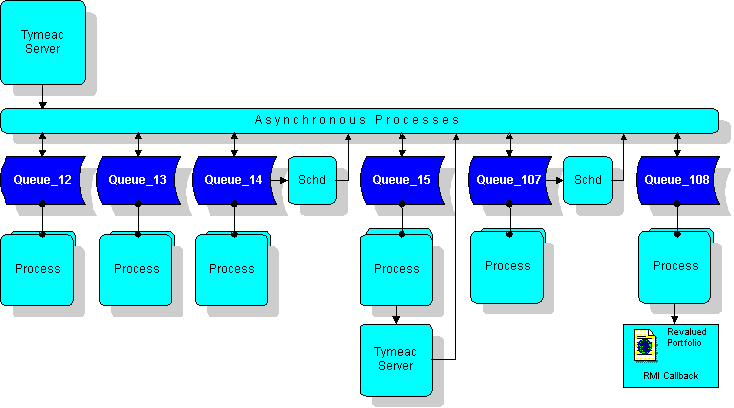 Tymeac
Server
Asynchronous Processes
Queue_12
Queue_13
Queue_14
Schd
Queue_15
Queue_107
Schd
Queue_108
Process
Process
Process
Process
Process
Process
Tymeac
Server
Revalued
Portfolio
RMI Callback